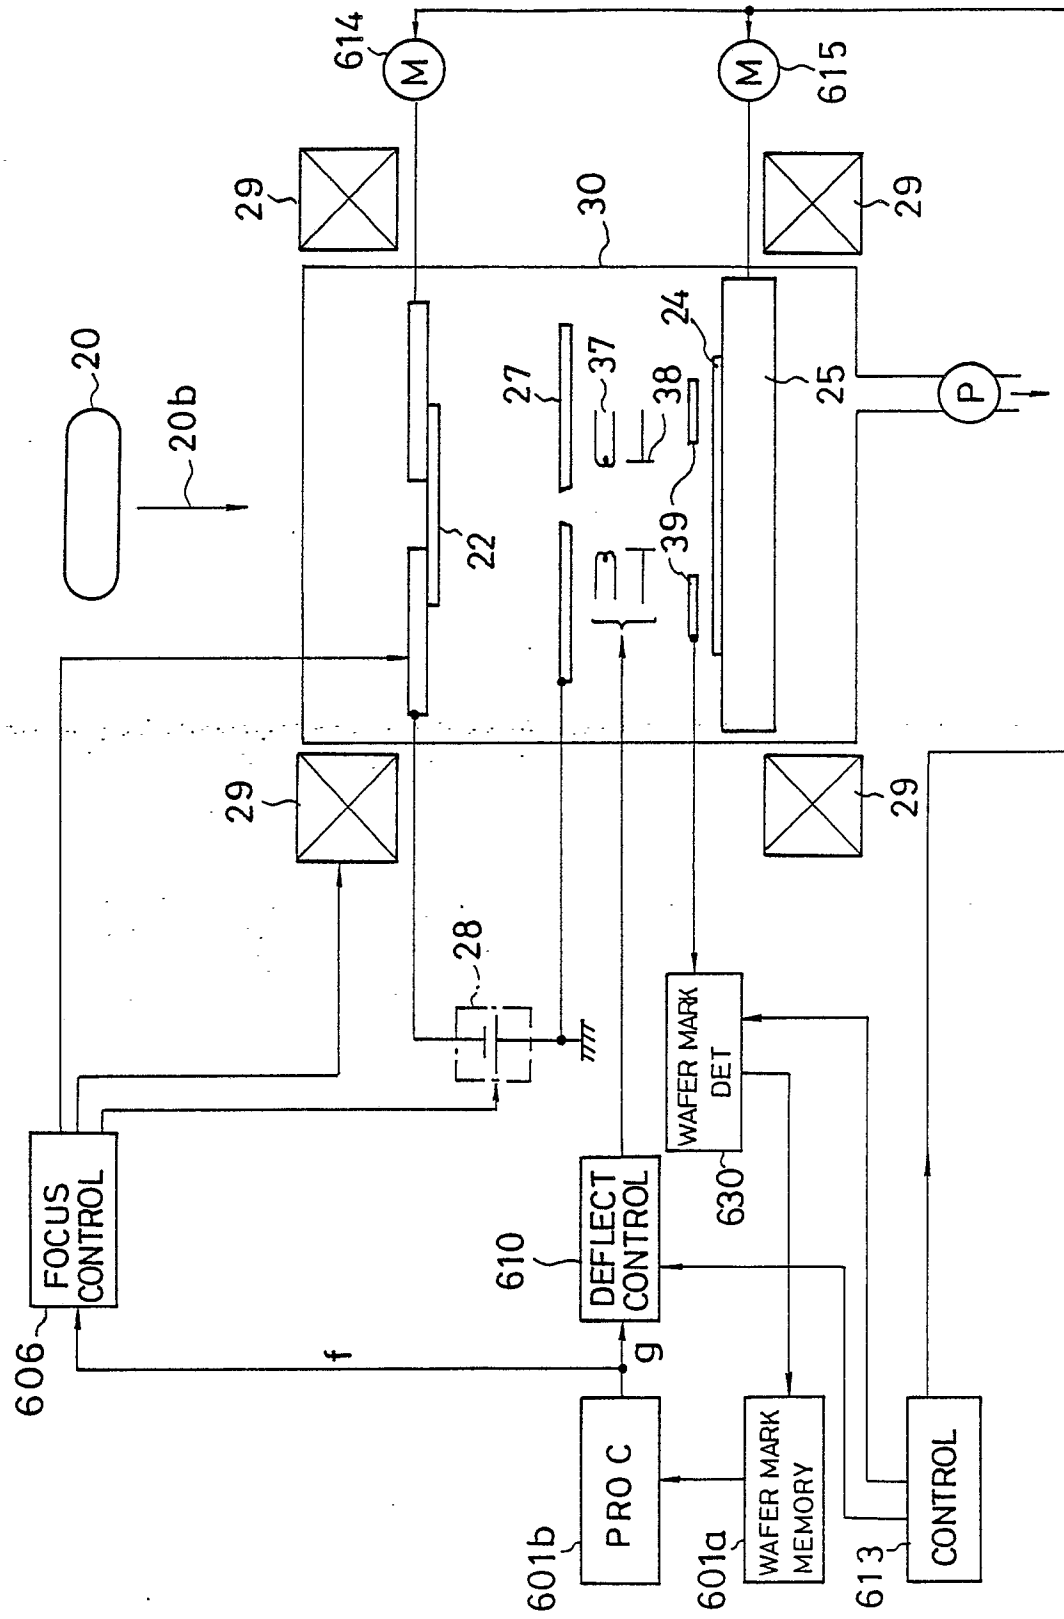 20
20b
614
M
29
29
22
30
27
37
38
39
24
25
M
615
29
29
P
28
606
FOCUS
CONTROL
f
g
610
DEFLECT
CONTROL
WAFER MARK
DET
630
601b
PRO C
601a
WAFER MARK
MEMORY
613
CONTROL